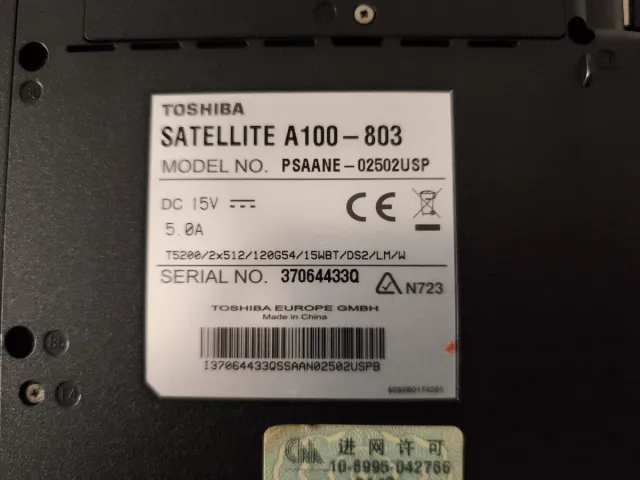 TOSHIBA
SATELLITE A100-803
MODEL NO. PSAANE-02502USP
DC 15V
5.0A
CE
T5200/2x512/120G54/15WBT/DS2/LM/W
SERIAL NO. 37064433Q
N723
TOSHIBA EUROPE GMBH
Made in China
I37064433QSSAAN02502USPB
进网许可
10-6995-042766